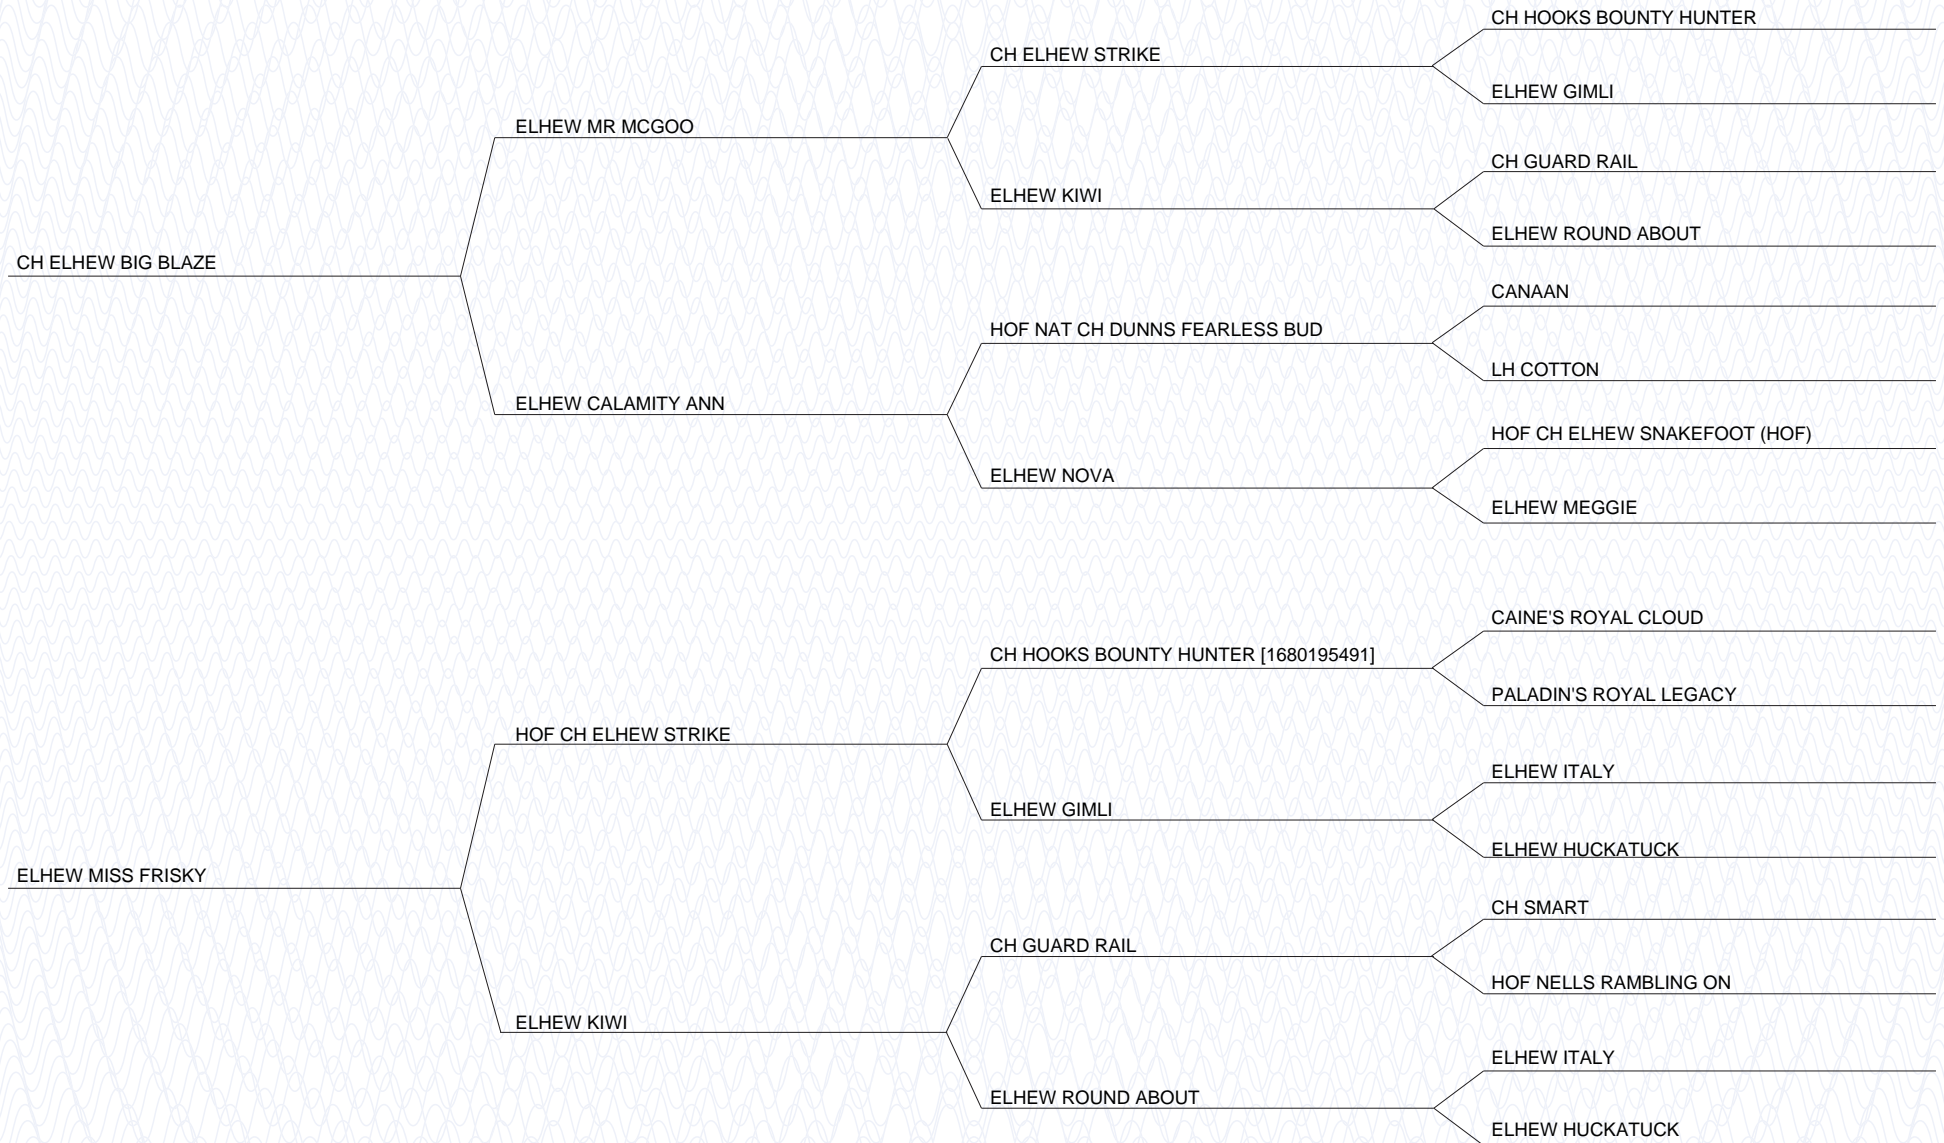 CH HOOKS BOUNTY HUNTER
CH ELHEW STRIKE
ELHEW GIMLI
ELHEW MR MCGOO
CH GUARD RAIL
ELHEW KIWI
ELHEW ROUND ABOUT
CH ELHEW BIG BLAZE
CANAAN
HOF NAT CH DUNNS FEARLESS BUD
LH COTTON
ELHEW CALAMITY ANN
HOF CH ELHEW SNAKEFOOT (HOF)
ELHEW NOVA
ELHEW MEGGIE
CAINE'S ROYAL CLOUD
CH HOOKS BOUNTY HUNTER [1680195491]
PALADIN'S ROYAL LEGACY
HOF CH ELHEW STRIKE
ELHEW ITALY
ELHEW GIMLI
ELHEW HUCKATUCK
ELHEW MISS FRISKY
CH SMART
CH GUARD RAIL
HOF NELLS RAMBLING ON
ELHEW KIWI
ELHEW ITALY
ELHEW ROUND ABOUT
ELHEW HUCKATUCK